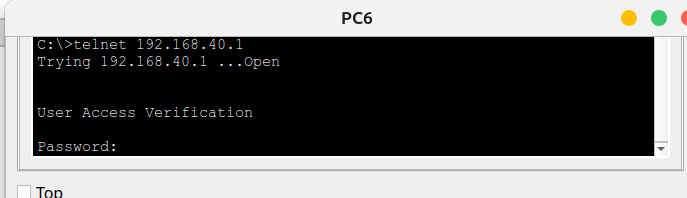 PC6
C:\>telnet 192.168.40.1
Trying 192.168.40.1 ...Open
User Access Verification
Password:
Top